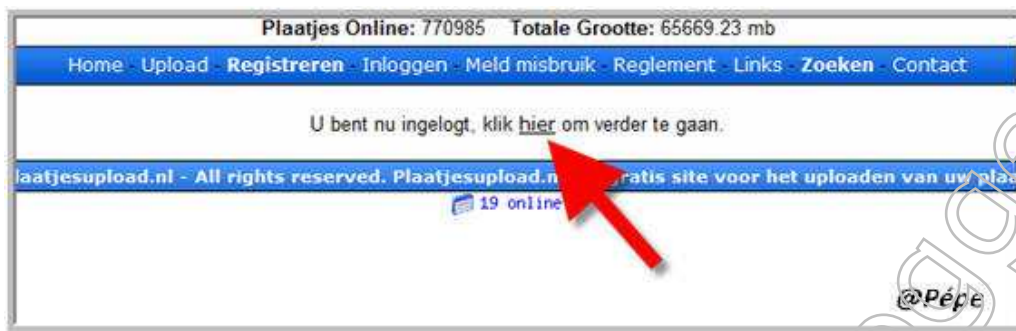 Plaatjes Online: 770985 Totale Grootte: 65669.23 mb
Home - Upload - Registreren - Inloggen - Meld misbruik - Reglement - Links - Zoeken - Contact
U bent nu ingelogt, klik hier om verder te gaan.
laatjesupload.nl - All rights reserved. Plaatjesupload.n ratis site voor het uploaden van uw plaa
19 online
@Pépe